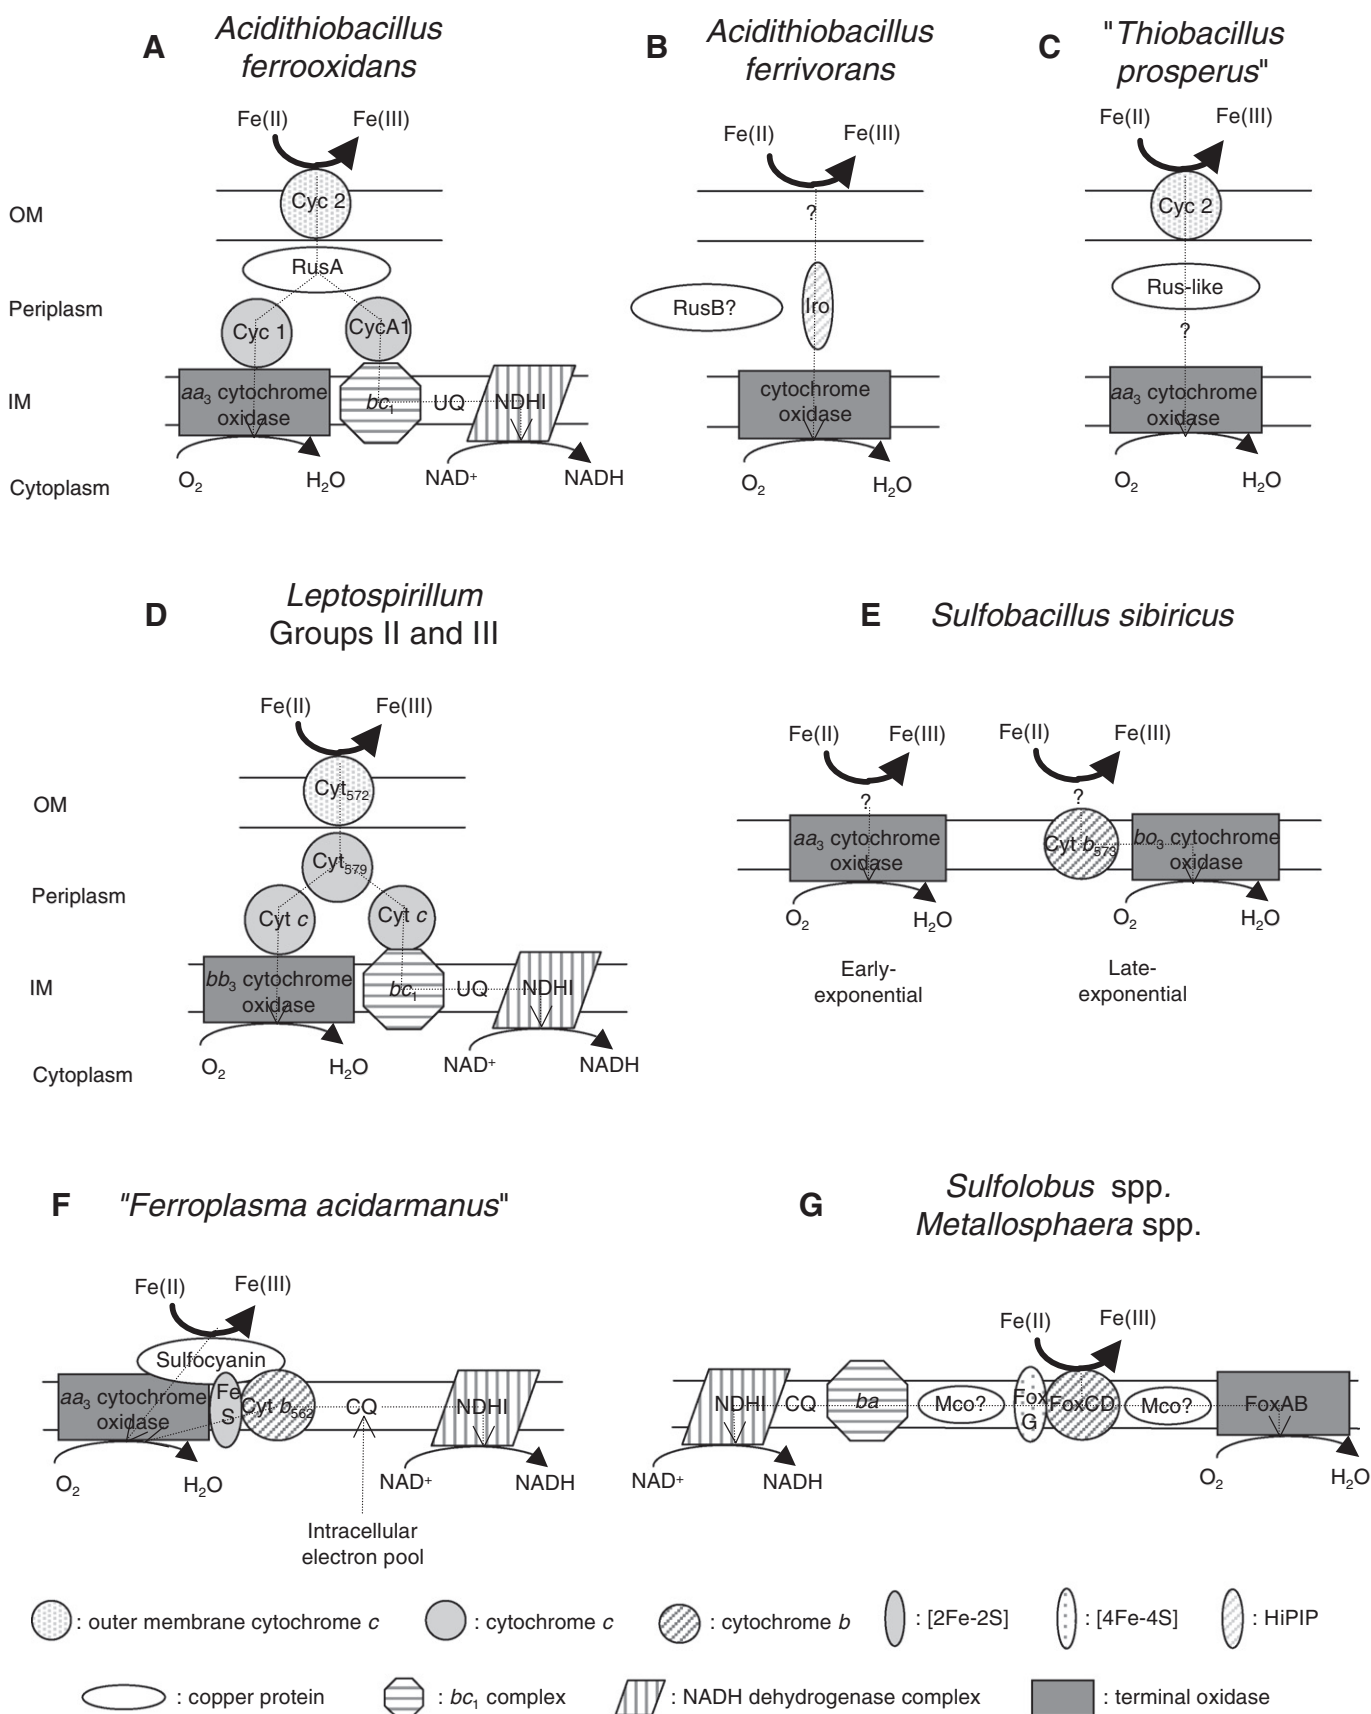 A
Acidithiobacillus
ferrooxidans
Fe(II)
Fe(III)
OM
Cyc 2
RusA
Periplasm
Cyc 1
CycA1
IM
aa3 cytochrome
oxidase
bc1
UQ
NDHI
Cytoplasm
O2
H2O
NAD+
NADH
B
Acidithiobacillus
ferrivorans
Fe(II)
Fe(III)
?
RusB?
Iro
cytochrome
oxidase
O2
H2O
C
"Thiobacillus
prosperus"
Fe(II)
Fe(III)
Cyc 2
Rus-like
?
aa3 cytochrome
oxidase
O2
H2O
D
Leptospirillum
Groups II and III
Fe(II)
Fe(III)
OM
Cyt572
Cyt579
Periplasm
Cyt c
Cyt c
IM
bb3 cytochrome
oxidase
bc1
UQ
NDHI
Cytoplasm
O2
H2O
NAD+
NADH
E
Sulfobacillus sibiricus
Fe(II)
Fe(III)
?
aa3 cytochrome
oxidase
O2
H2O
Early-
exponential
Fe(II)
Fe(III)
?
Cyt b573
bo3 cytochrome
oxidase
O2
H2O
Late-
exponential
F
"Ferroplasma acidarmanus"
Fe(II)
Fe(III)
Sulfocyanin
aa3 cytochrome
oxidase
Fe
S
Cyt b562
CQ
NDHI
O2
H2O
NAD+
NADH
Intracellular
electron pool
G
Sulfolobus spp.
Metallosphaera spp.
Fe(II)
Fe(III)
NDHI
CQ
ba
Mco?
Fox
G
FoxCD
Mco?
FoxAB
NAD+
NADH
O2
H2O
: outer membrane cytochrome c
: cytochrome c
: cytochrome b
: [2Fe-2S]
: [4Fe-4S]
: HiPIP
: copper protein
: bc1 complex
: NADH dehydrogenase complex
: terminal oxidase